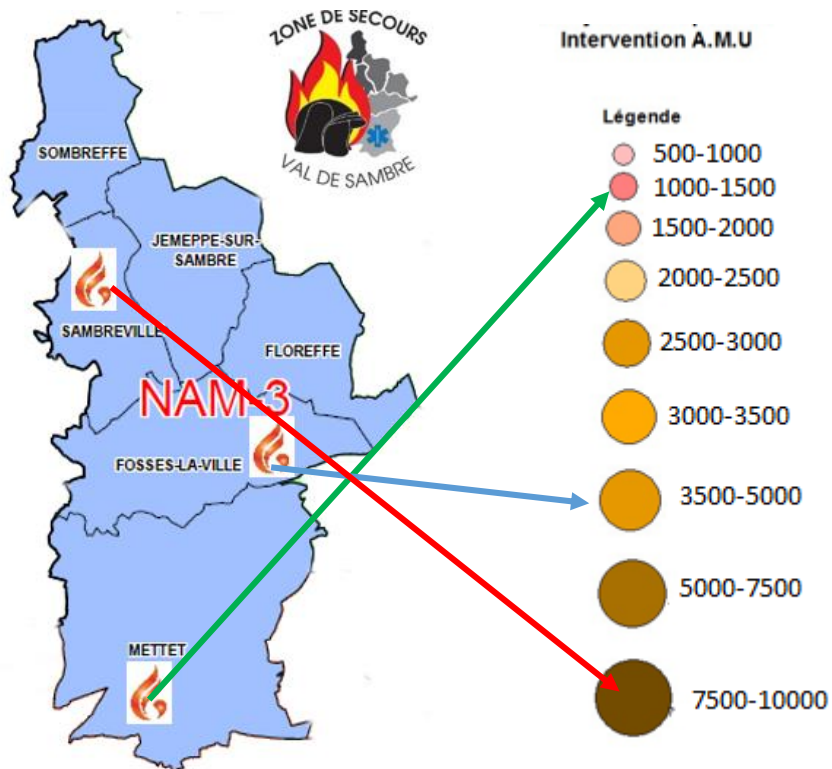 ZONE DE SECOURS
VAL DE SAMBRE
SOMBREFFE
JEMEPPE-SUR-
SAMBRE
SAMBREVILLE
FLOREFFE
NAM-3
FOSSES-LA-VILLE
METTET
Intervention A.M.U
Légende
500-1000
1000-1500
1500-2000
2000-2500
2500-3000
3000-3500
3500-5000
5000-7500
7500-10000